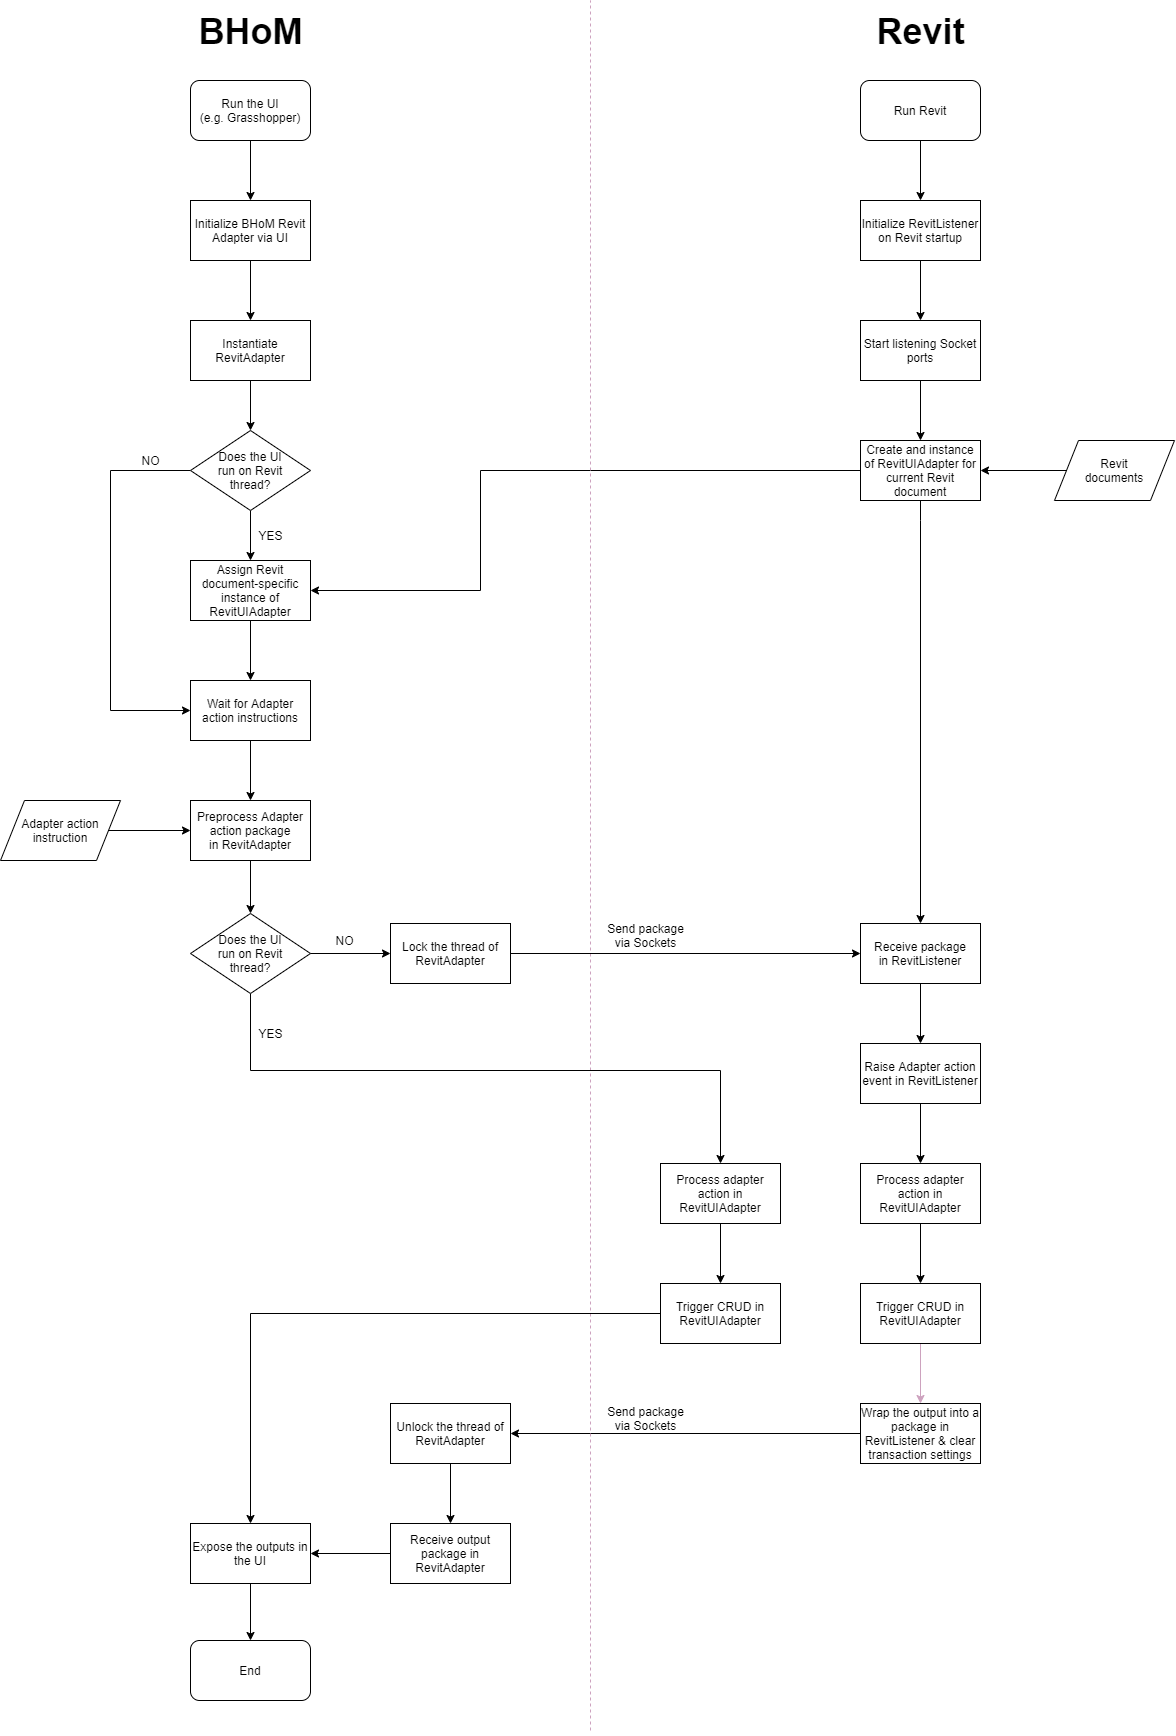 BHoM
Revit
Run the UI
(e.g. Grasshopper)
Run Revit
Initialize BHoM Revit
Adapter via UI
Initialize RevitListener
on Revit startup
Instantiate
RevitAdapter
Start listening Socket
ports
Does the UI
run on Revit
thread?
NO
YES
Create and instance
of RevitUIAdapter for
current Revit
document
Revit
documents
Assign Revit
document-specific
instance of
RevitUIAdapter
Wait for Adapter
action instructions
Adapter action
instruction
Preprocess Adapter
action package
in RevitAdapter
Does the UI
run on Revit
thread?
NO
YES
Lock the thread of
RevitAdapter
Send package
via Sockets
Receive package
in RevitListener
Raise Adapter action
event in RevitListener
Process adapter
action in
RevitUIAdapter
Process adapter
action in
RevitUIAdapter
Trigger CRUD in
RevitUIAdapter
Trigger CRUD in
RevitUIAdapter
Unlock the thread of
RevitAdapter
Send package
via Sockets
Wrap the output into a
package in
RevitListener & clear
transaction settings
Expose the outputs in
the UI
Receive output
package in
RevitAdapter
End